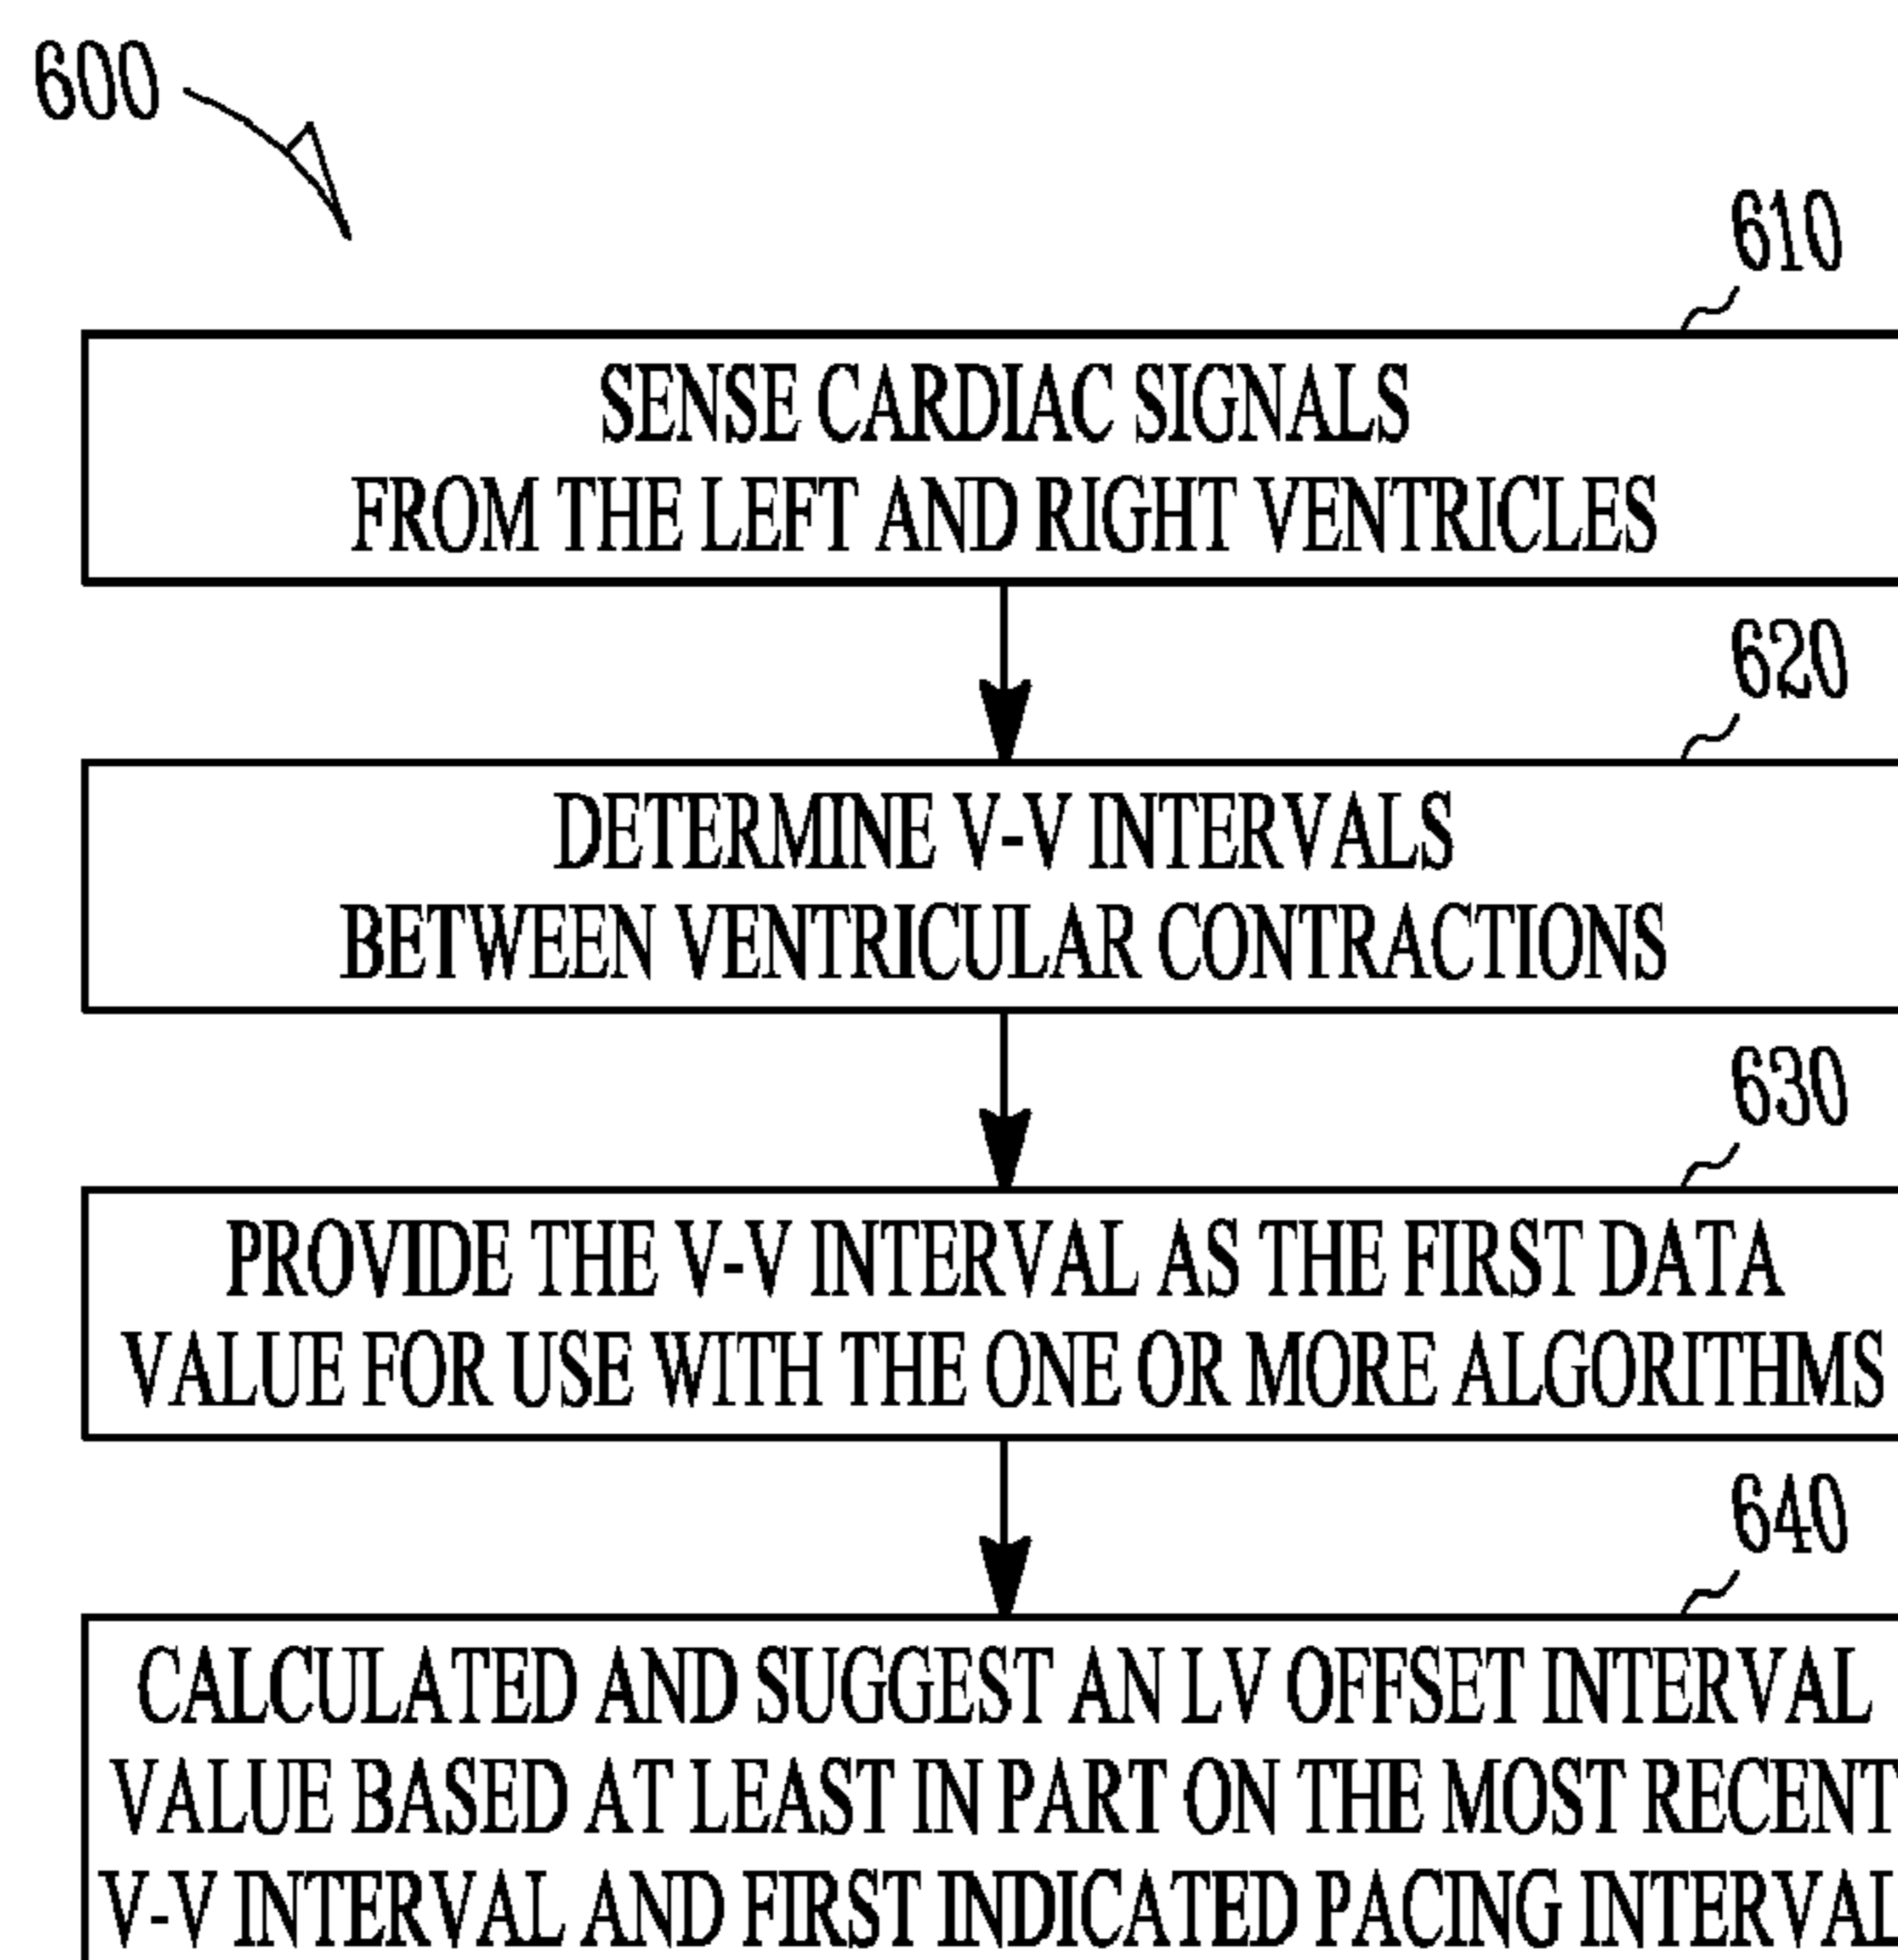 600
610
SENSE CARDIAC SIGNALS
FROM THE LEFT AND RIGHT VENTRICLES
620
DETERMINE V-V INTERVALS
BETWEEN VENTRICULAR CONTRACTIONS
630
PROVIDE THE V-V INTERVAL AS THE FIRST DATA
VALUE FOR USE WITH THE ONE OR MORE ALGORITHMS
640
CALCULATED AND SUGGEST AN LV OFFSET INTERVAL
VALUE BASED AT LEAST IN PART ON THE MOST RECENT
V-V INTERVAL AND FIRST INDICATED PACING INTERVAL